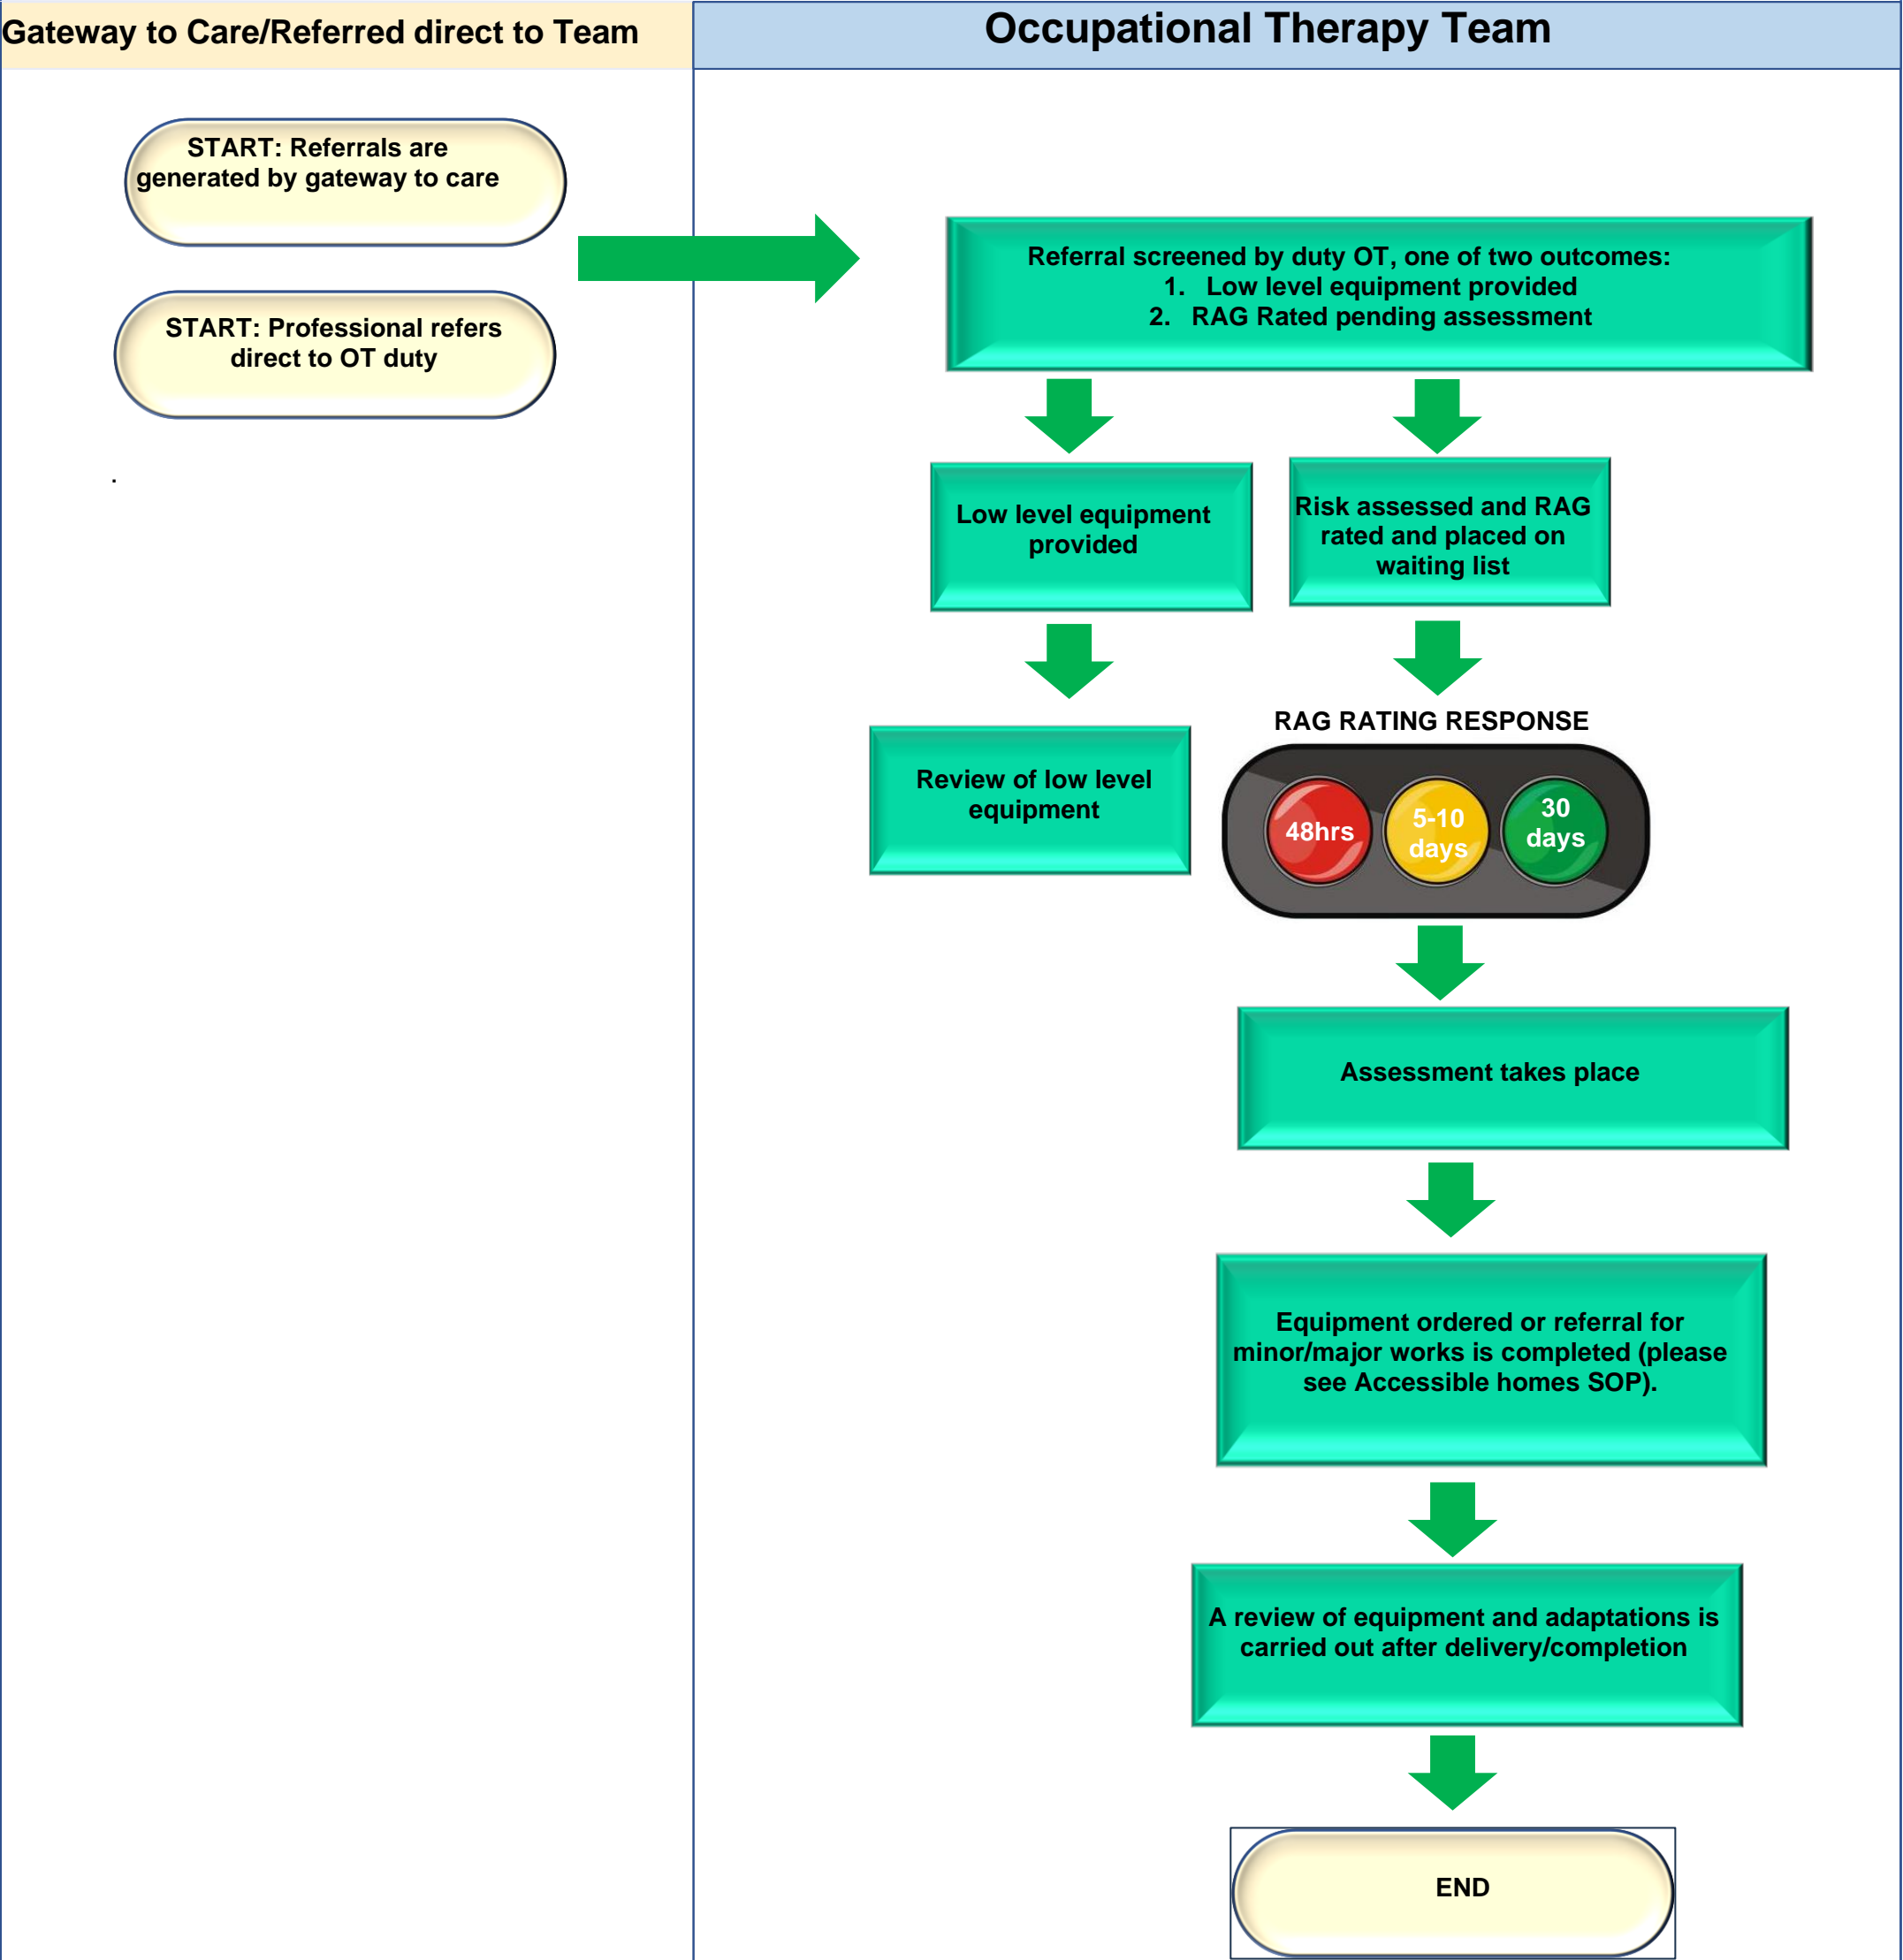 Gateway to Care/Referred direct to Team
Occupational Therapy Team
START: Referrals are
generated by gateway to care
START: Professional refers
direct to OT duty
.
Referral screened by duty OT, one of two outcomes:
1. Low level equipment provided
2. RAG Rated pending assessment
Low level equipment
provided
Risk assessed and RAG
rated and placed on
waiting list
Review of low level
equipment
RAG RATING RESPONSE
48hrs
5-10
days
30
days
Assessment takes place
Equipment ordered or referral for
minor/major works is completed (please
see Accessible homes SOP).
A review of equipment and adaptations is
carried out after delivery/completion
END